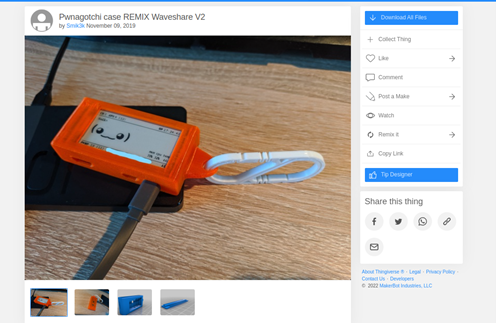 Pwnagotchi case REMIX Waveshare V2
by Smik3k November 09, 2019
Download All Files
Collect Thing
Like
Comment
Post a Make
Watch
Remix it
Copy Link
Tip Designer
Share this thing
About Thingiverse ® · Legal · Privacy Policy ·
Contact Us · Developers
© 2022 MakerBot Industries, LLC